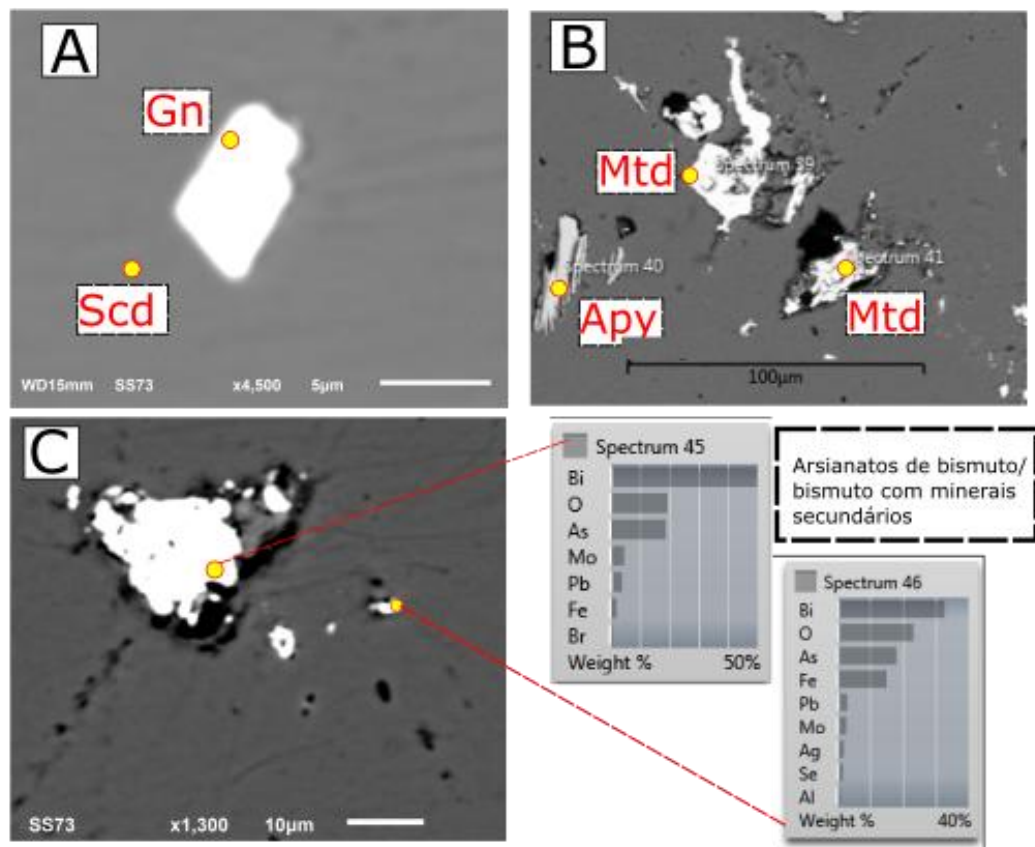 A
Gn
Scd
WD15mm SS73 x4,500 5µm
B
Mtd
Spectrum 39
Spectrum 40
Spectrum 41
Apy
Mtd
100µm
C
SS73 x1,300 10µm
Spectrum 45
Bi
O
As
Mo
Pb
Fe
Br
Weight % 50%
Arsianatos de bismuto/
bismuto com minerais
secundários
Spectrum 46
Bi
O
As
Fe
Pb
Mo
Ag
Se
Al
Weight % 40%